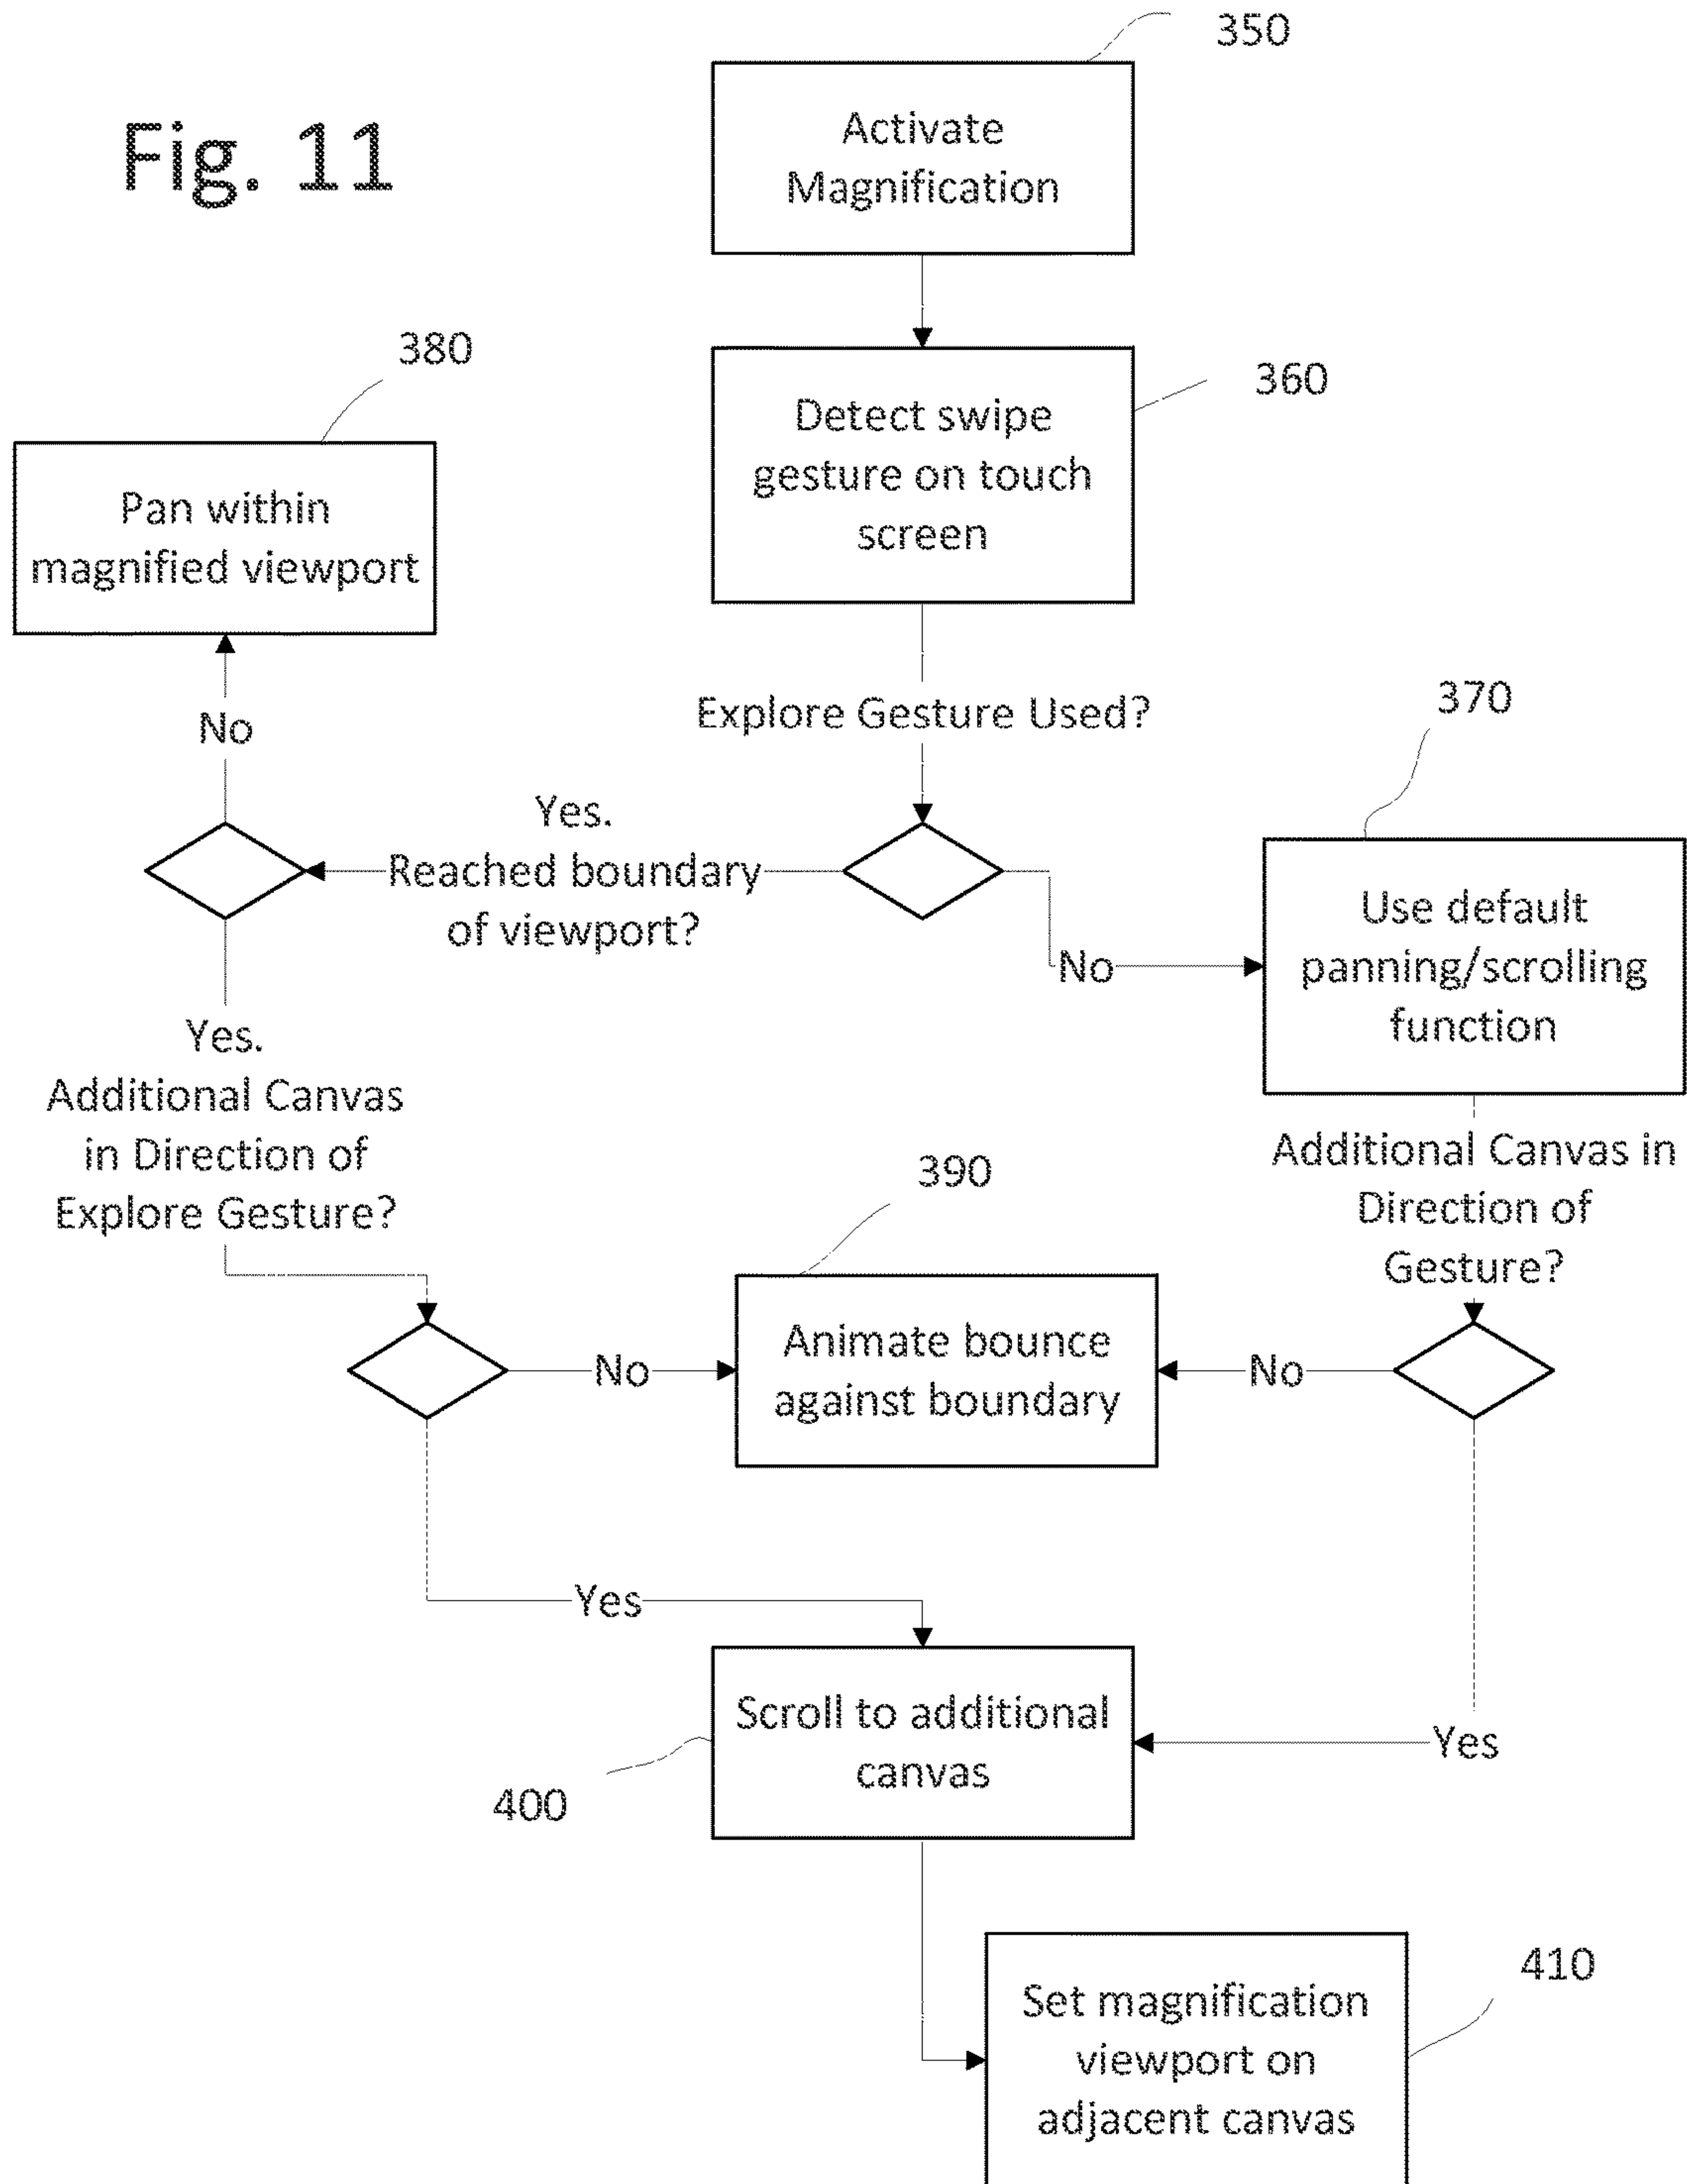 350
Fig. 11
Activate
Magnification
380
360
Detect swipe
gesture on touch
screen
Pan within
magnified viewport
Explore Gesture Used?
370
No
Yes.
Reached boundary
of viewport?
No
Use default
panning/scrolling
function
Yes.
Additional Canvas
in Direction of
Explore Gesture?
390
Additional Canvas in
Direction of
Gesture?
No
Animate bounce
against boundary
No
Yes
Scroll to additional
canvas
Yes
400
410
Set magnification
viewport on
adjacent canvas